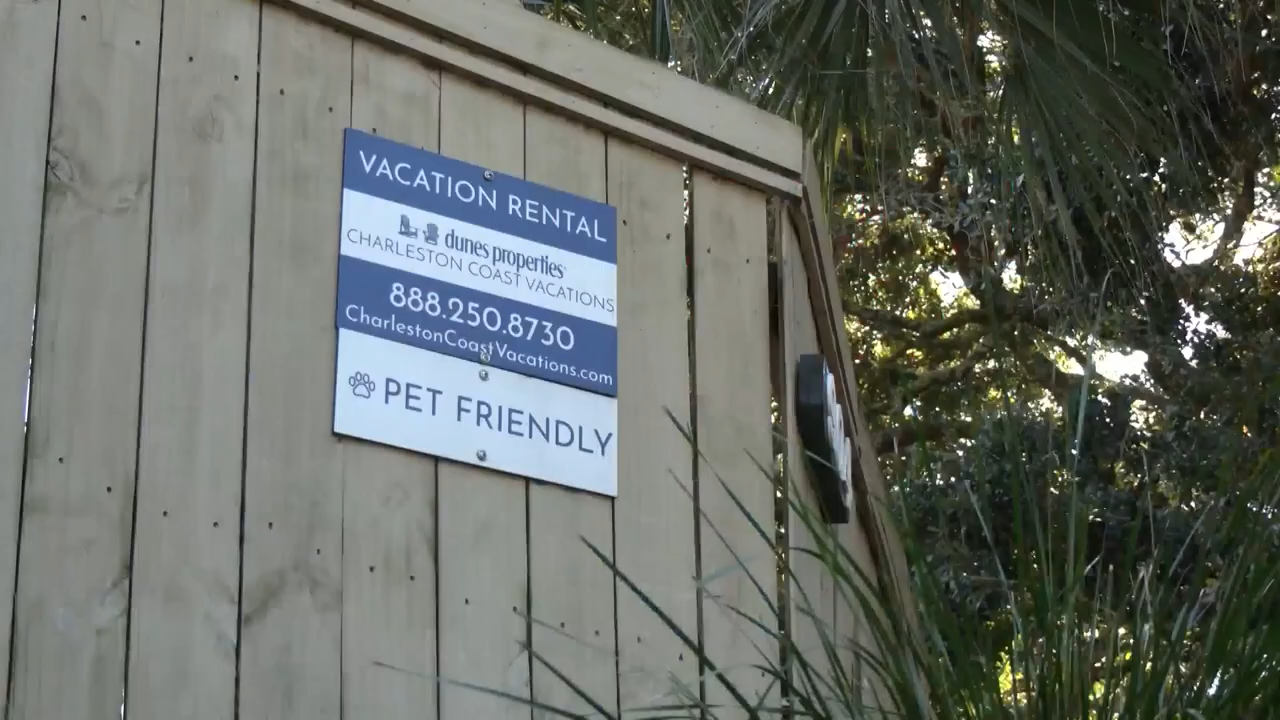 VACATION RENTAL
dunes properties
CHARLESTON COAST VACATIONS
888.250.8730
CharlestonCoastVacations.com
PET FRIENDLY